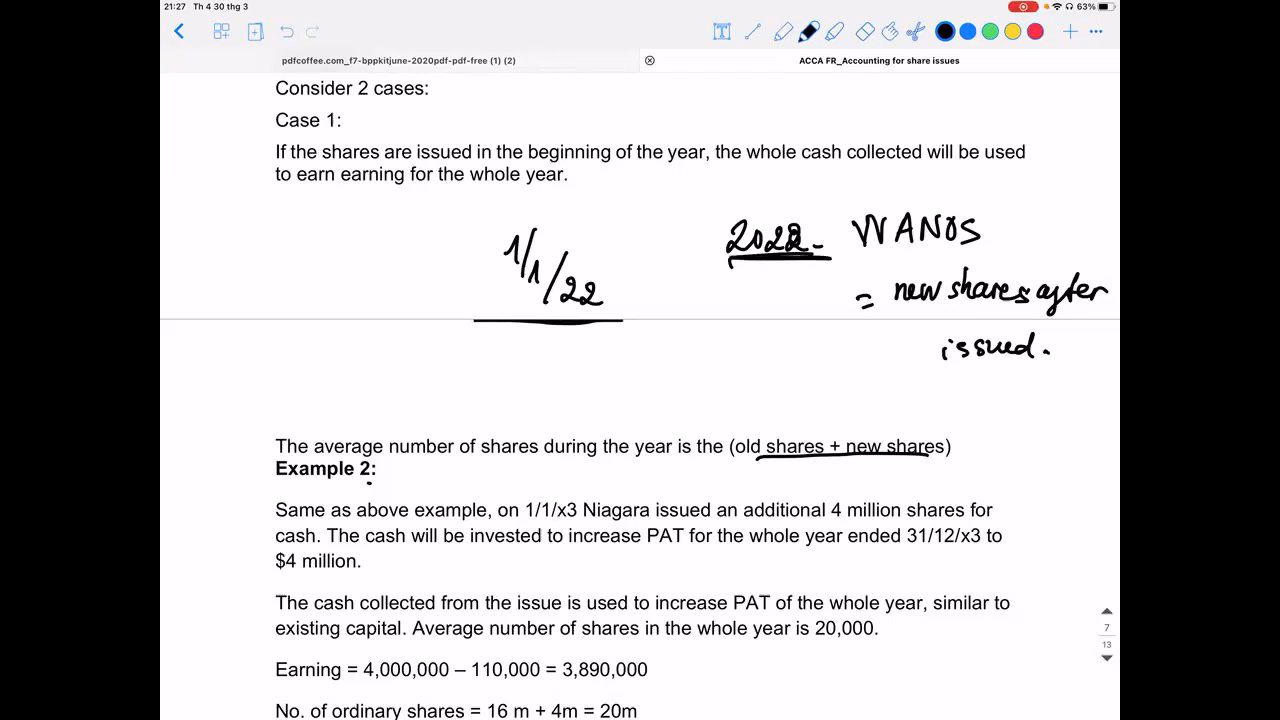 21:27 Th 4 30 thg 3
63%
pdfcoffee.com_f7-bppkitjune-2020pdf-pdf-free (1) (2)
ACCA FR_Accounting for share issues
Consider 2 cases:
Case 1:
If the shares are issued in the beginning of the year, the whole cash collected will be used
to earn earning for the whole year.
1/1/22
2022 - WANOS
= new shares after
issued.
The average number of shares during the year is the (old shares + new shares)
Example 2:
Same as above example, on 1/1/x3 Niagara issued an additional 4 million shares for
cash. The cash will be invested to increase PAT for the whole year ended 31/12/x3 to
$4 million.
The cash collected from the issue is used to increase PAT of the whole year, similar to
existing capital. Average number of shares in the whole year is 20,000.
Earning = 4,000,000 – 110,000 = 3,890,000
No. of ordinary shares = 16 m + 4m = 20m
7
13